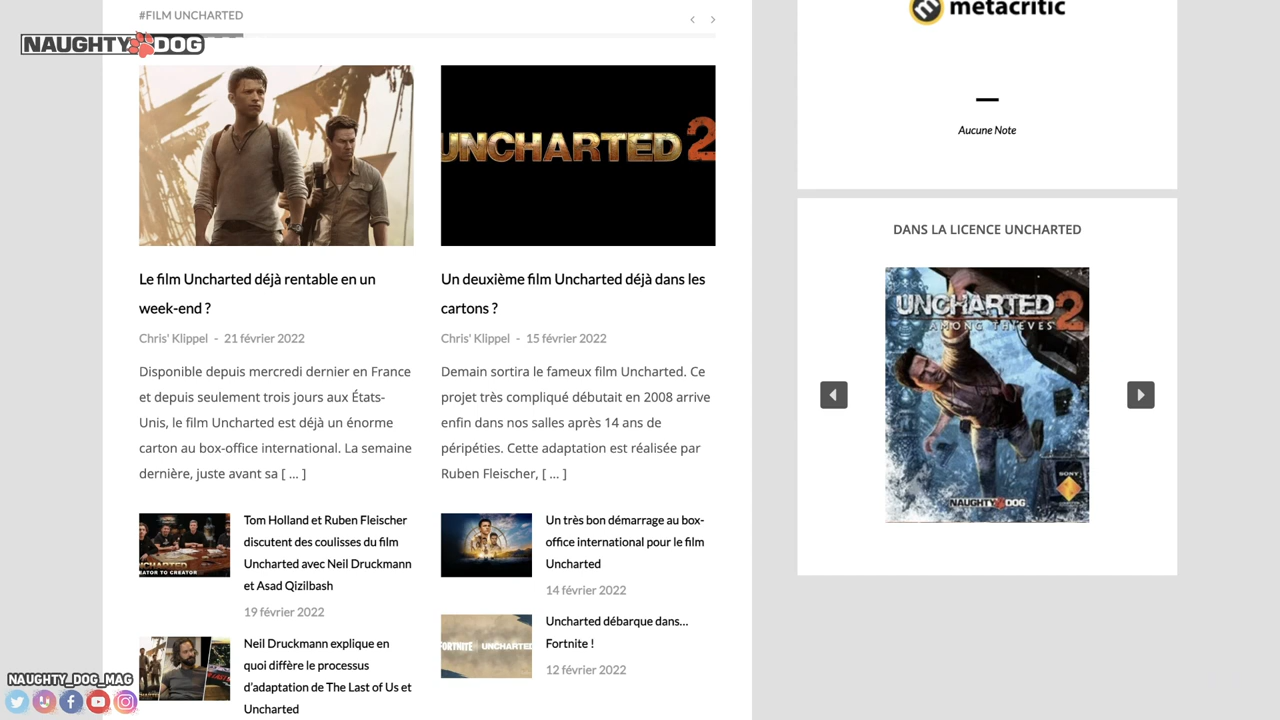 #FILM UNCHARTED
NAUGHTY DOG
UNCHARTED 2
Le film Uncharted déjà rentable en un
week-end ?
Chris' Klippel - 21 février 2022
Disponible depuis mercredi dernier en France
et depuis seulement trois jours aux États-
Unis, le film Uncharted est déjà un énorme
carton au box-office international. La semaine
dernière, juste avant sa [ ... ]
Un deuxième film Uncharted déjà dans les
cartons ?
Chris' Klippel - 15 février 2022
Demain sortira le fameux film Uncharted. Ce
projet très compliqué débutait en 2008 arrive
enfin dans nos salles après 14 ans de
péripéties. Cette adaptation est réalisée par
Ruben Fleischer, [ ... ]
UNCHARTED
EATOR TO CREATOR
Tom Holland et Ruben Fleischer
discutent des coulisses du film
Uncharted avec Neil Druckmann
et Asad Qizilbash
19 février 2022
Neil Druckmann explique en
quoi diffère le processus
d'adaptation de The Last of Us et
Uncharted
Un très bon démarrage au box-
office international pour le film
Uncharted
14 février 2022
FORTNITE UNCHARTED
Uncharted débarque dans...
Fortnite !
12 février 2022
metacritic
Aucune Note
DANS LA LICENCE UNCHARTED
UNCHARTED 2
AMONG THIEVES
SONY
NAUGHTY DOG
NAUGHTY_DOG_MAG